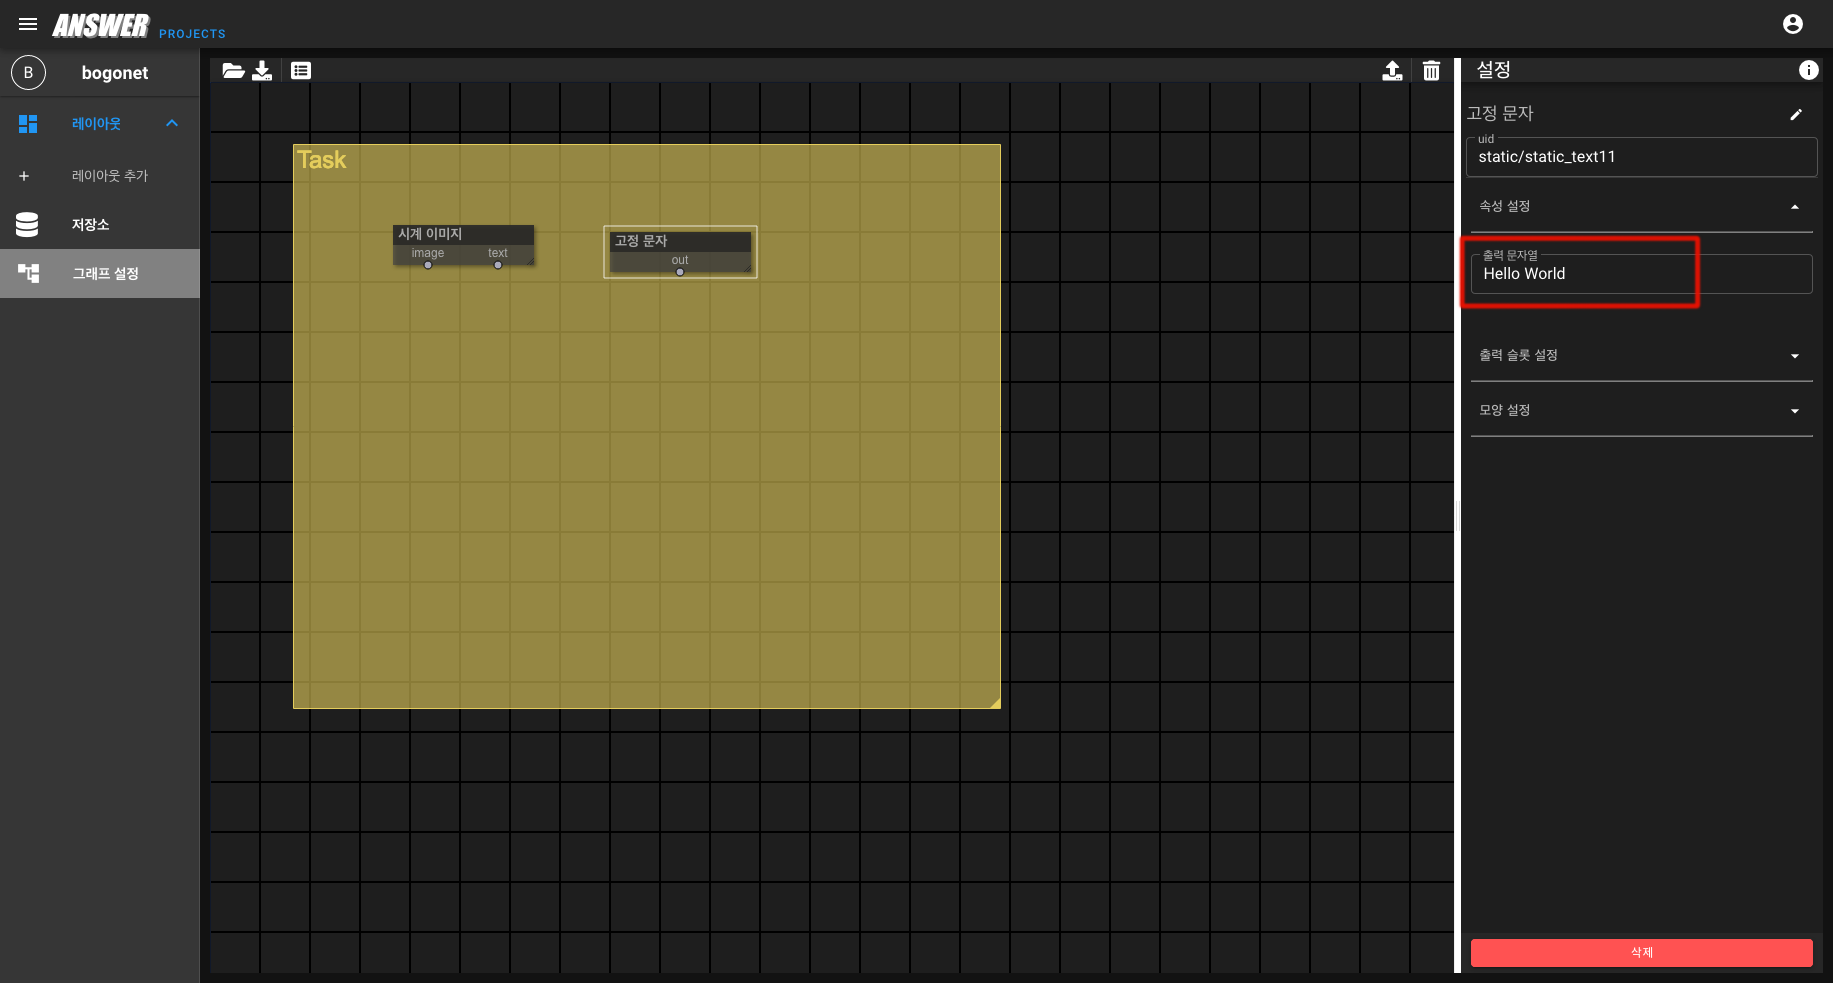 ANSWER PROJECTS
B bogonet
레이아웃
레이아웃 추가
저장소
그래프 설정
Task
시계 이미지
image text
고정 문자
out
설정
고정 문자
uid
static/static_text11
속성 설정
출력 문자열
Hello World
출력 슬롯 설정
모양 설정
삭제